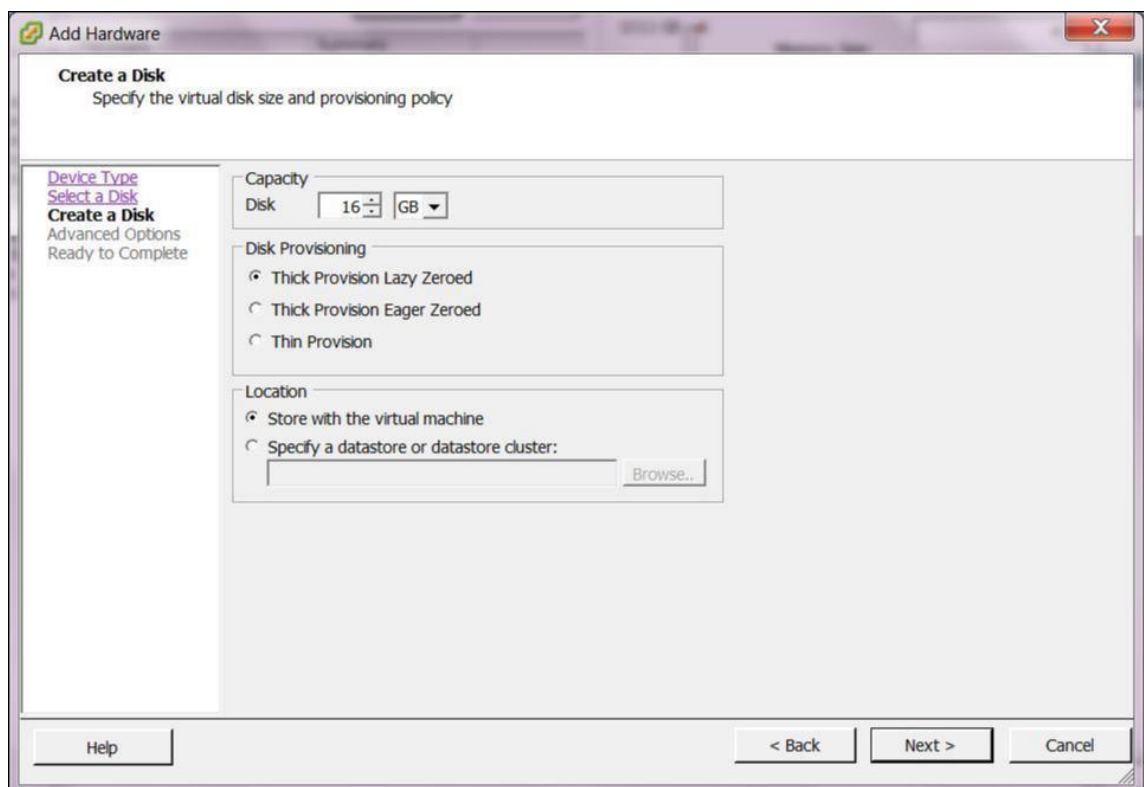 Add Hardware
Create a Disk
Specify the virtual disk size and provisioning policy
Device Type
Select a Disk
Create a Disk
Advanced Options
Ready to Complete
Capacity
Disk 16 GB
Disk Provisioning
Thick Provision Lazy Zeroed
Thick Provision Eager Zeroed
Thin Provision
Location
Store with the virtual machine
Specify a datastore or datastore cluster:
Browse..
Help
< Back
Next >
Cancel